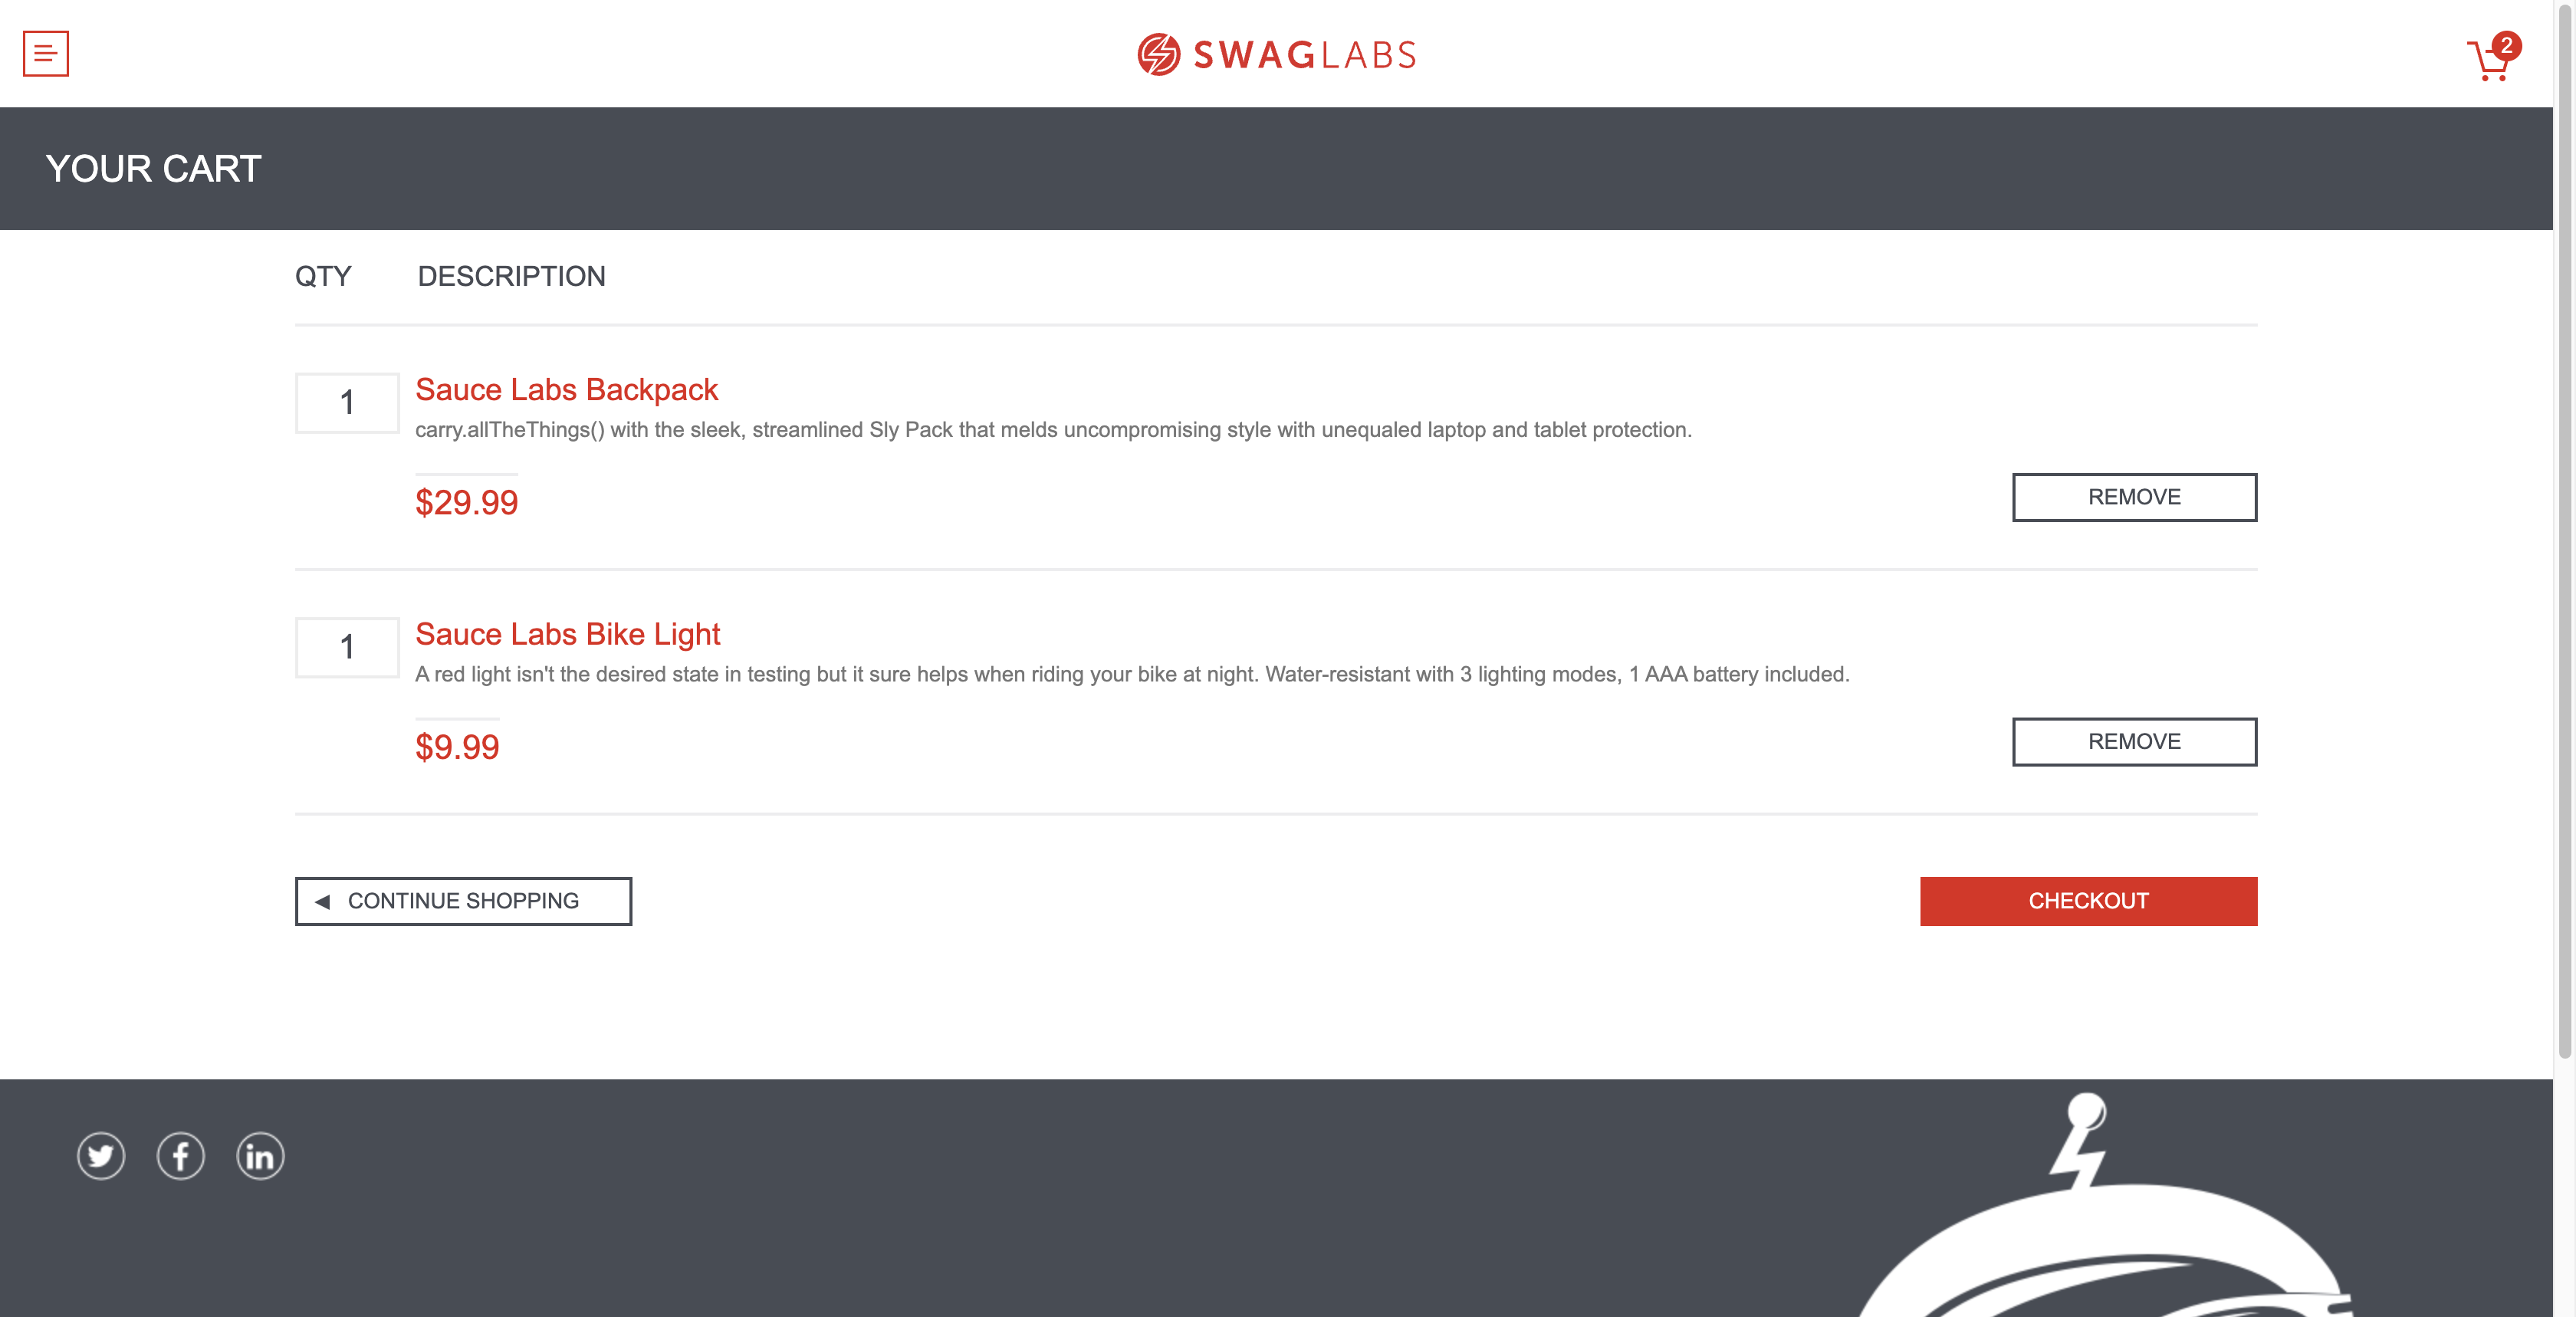 SWAGLABS
2
YOUR CART
QTY DESCRIPTION
1 Sauce Labs Backpack
carry.allTheThings() with the sleek, streamlined Sly Pack that melds uncompromising style with unequaled laptop and tablet protection.
$29.99 REMOVE
1 Sauce Labs Bike Light
A red light isn't the desired state in testing but it sure helps when riding your bike at night. Water-resistant with 3 lighting modes, 1 AAA battery included.
$9.99 REMOVE
CONTINUE SHOPPING CHECKOUT
f in